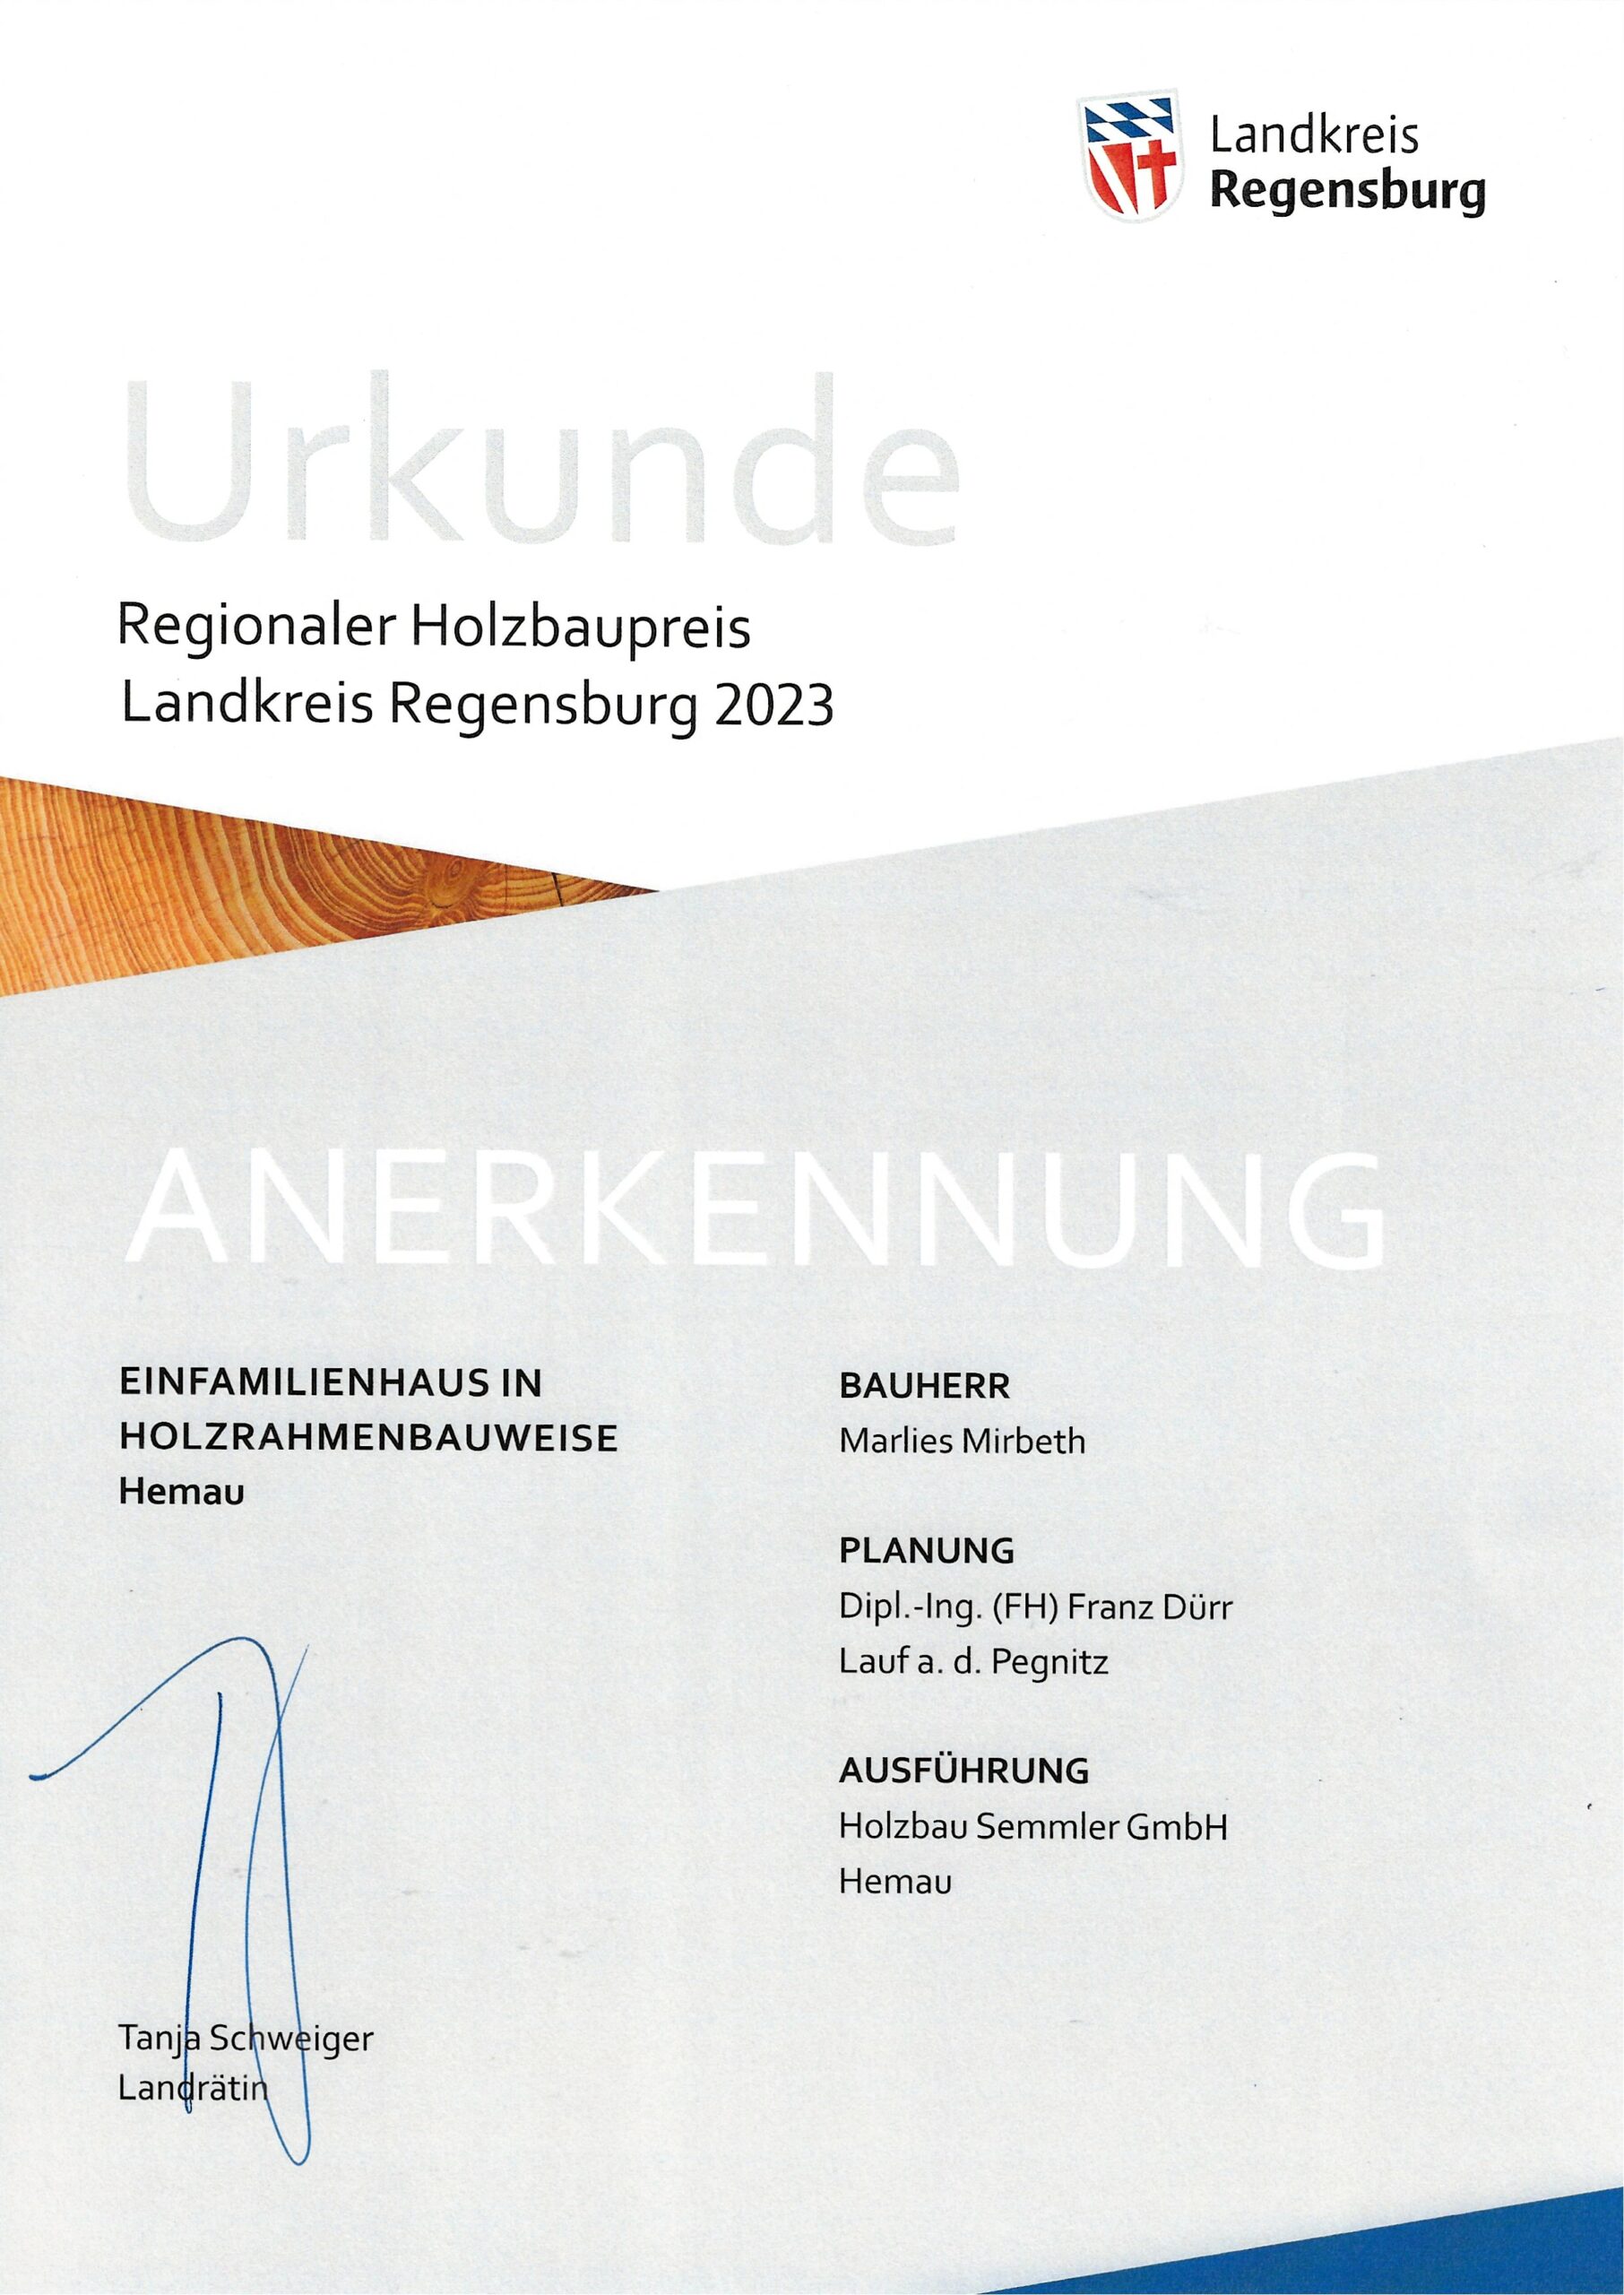 Landkreis
Regensburg
Urkunde
Regionaler Holzbaupreis
Landkreis Regensburg 2023
ANERKENNUNG
EINFAMILIENHAUS IN
HOLZRAHMENBAUWEISE
Hemau
BAUHERR
Marlies Mirbeth
PLANUNG
Dipl.-Ing. (FH) Franz Dürr
Lauf a. d. Pegnitz
AUSFÜHRUNG
Holzbau Semmler GmbH
Hemau
Tanja Schweiger
Landrätin